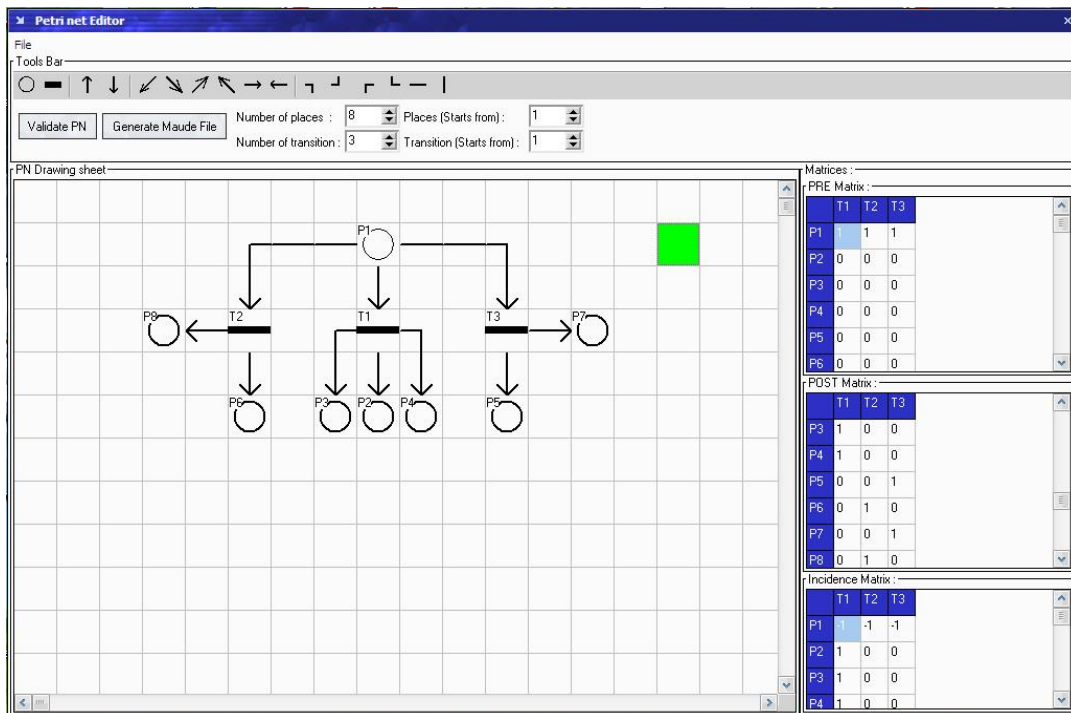 Petri net Editor
File
Tools Bar
Validate PN
Generate Maude File
Number of places : 8 Places (Starts from) : 1
Number of transition : 3 Transition (Starts from) : 1
PN Drawing sheet
P1
P8 T2 T1 T3 P7
P6 P3 P2 P4 P5
Matrices :
PRE Matrix :
T1 T2 T3
P1 1 1 1
P2 0 0 0
P3 0 0 0
P4 0 0 0
P5 0 0 0
P6 0 0 0
POST Matrix :
T1 T2 T3
P3 1 0 0
P4 1 0 0
P5 0 0 1
P6 0 1 0
P7 0 0 1
P8 0 1 0
Incidence Matrix :
T1 T2 T3
P1 -1 -1 -1
P2 1 0 0
P3 1 0 0
P4 1 0 0